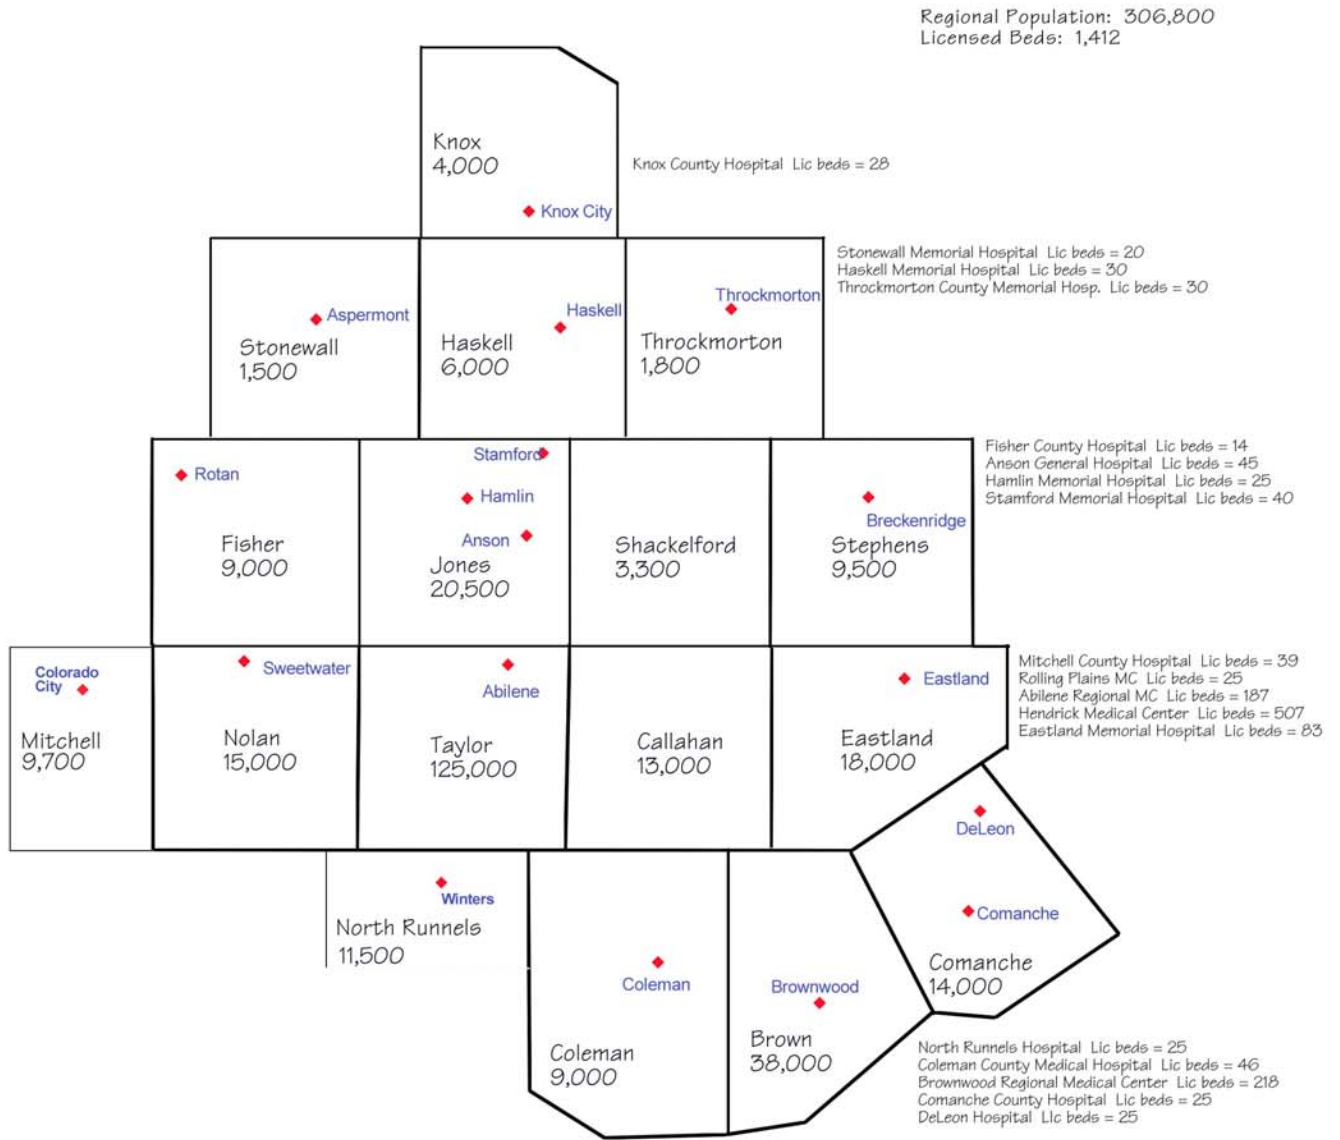 Regional Population: 306,800
Licensed Beds: 1,412
Knox
4,000
Knox County Hospital Lic beds = 28
Knox City
Stonewall Memorial Hospital Lic beds = 20
Haskell Memorial Hospital Lic beds = 30
Throckmorton County Memorial Hosp. Lic beds = 30
Aspermont
Stonewall
1,500
Haskell
Haskell
6,000
Throckmorton
Throckmorton
1,800
Fisher County Hospital Lic beds = 14
Anson General Hospital Lic beds = 45
Hamlin Memorial Hospital Lic beds = 25
Stamford Memorial Hospital Lic beds = 40
Rotan
Fisher
9,000
Stamford
Hamlin
Anson
Jones
20,500
Shackelford
3,300
Breckenridge
Stephens
9,500
Mitchell County Hospital Lic beds = 39
Rolling Plains MC Lic beds = 25
Abilene Regional MC Lic beds = 187
Hendrick Medical Center Lic beds = 507
Eastland Memorial Hospital Lic beds = 83
Colorado
City
Mitchell
9,700
Sweetwater
Nolan
15,000
Abilene
Taylor
125,000
Callahan
13,000
Eastland
Eastland
18,000
DeLeon
Comanche
Comanche
14,000
Winters
North Runnels
11,500
Coleman
Coleman
9,000
Brownwood
Brown
38,000
North Runnels Hospital Lic beds = 25
Coleman County Medical Hospital Lic beds = 46
Brownwood Regional Medical Center Lic beds = 218
Comanche County Hospital Lic beds = 25
DeLeon Hospital LIc beds = 25